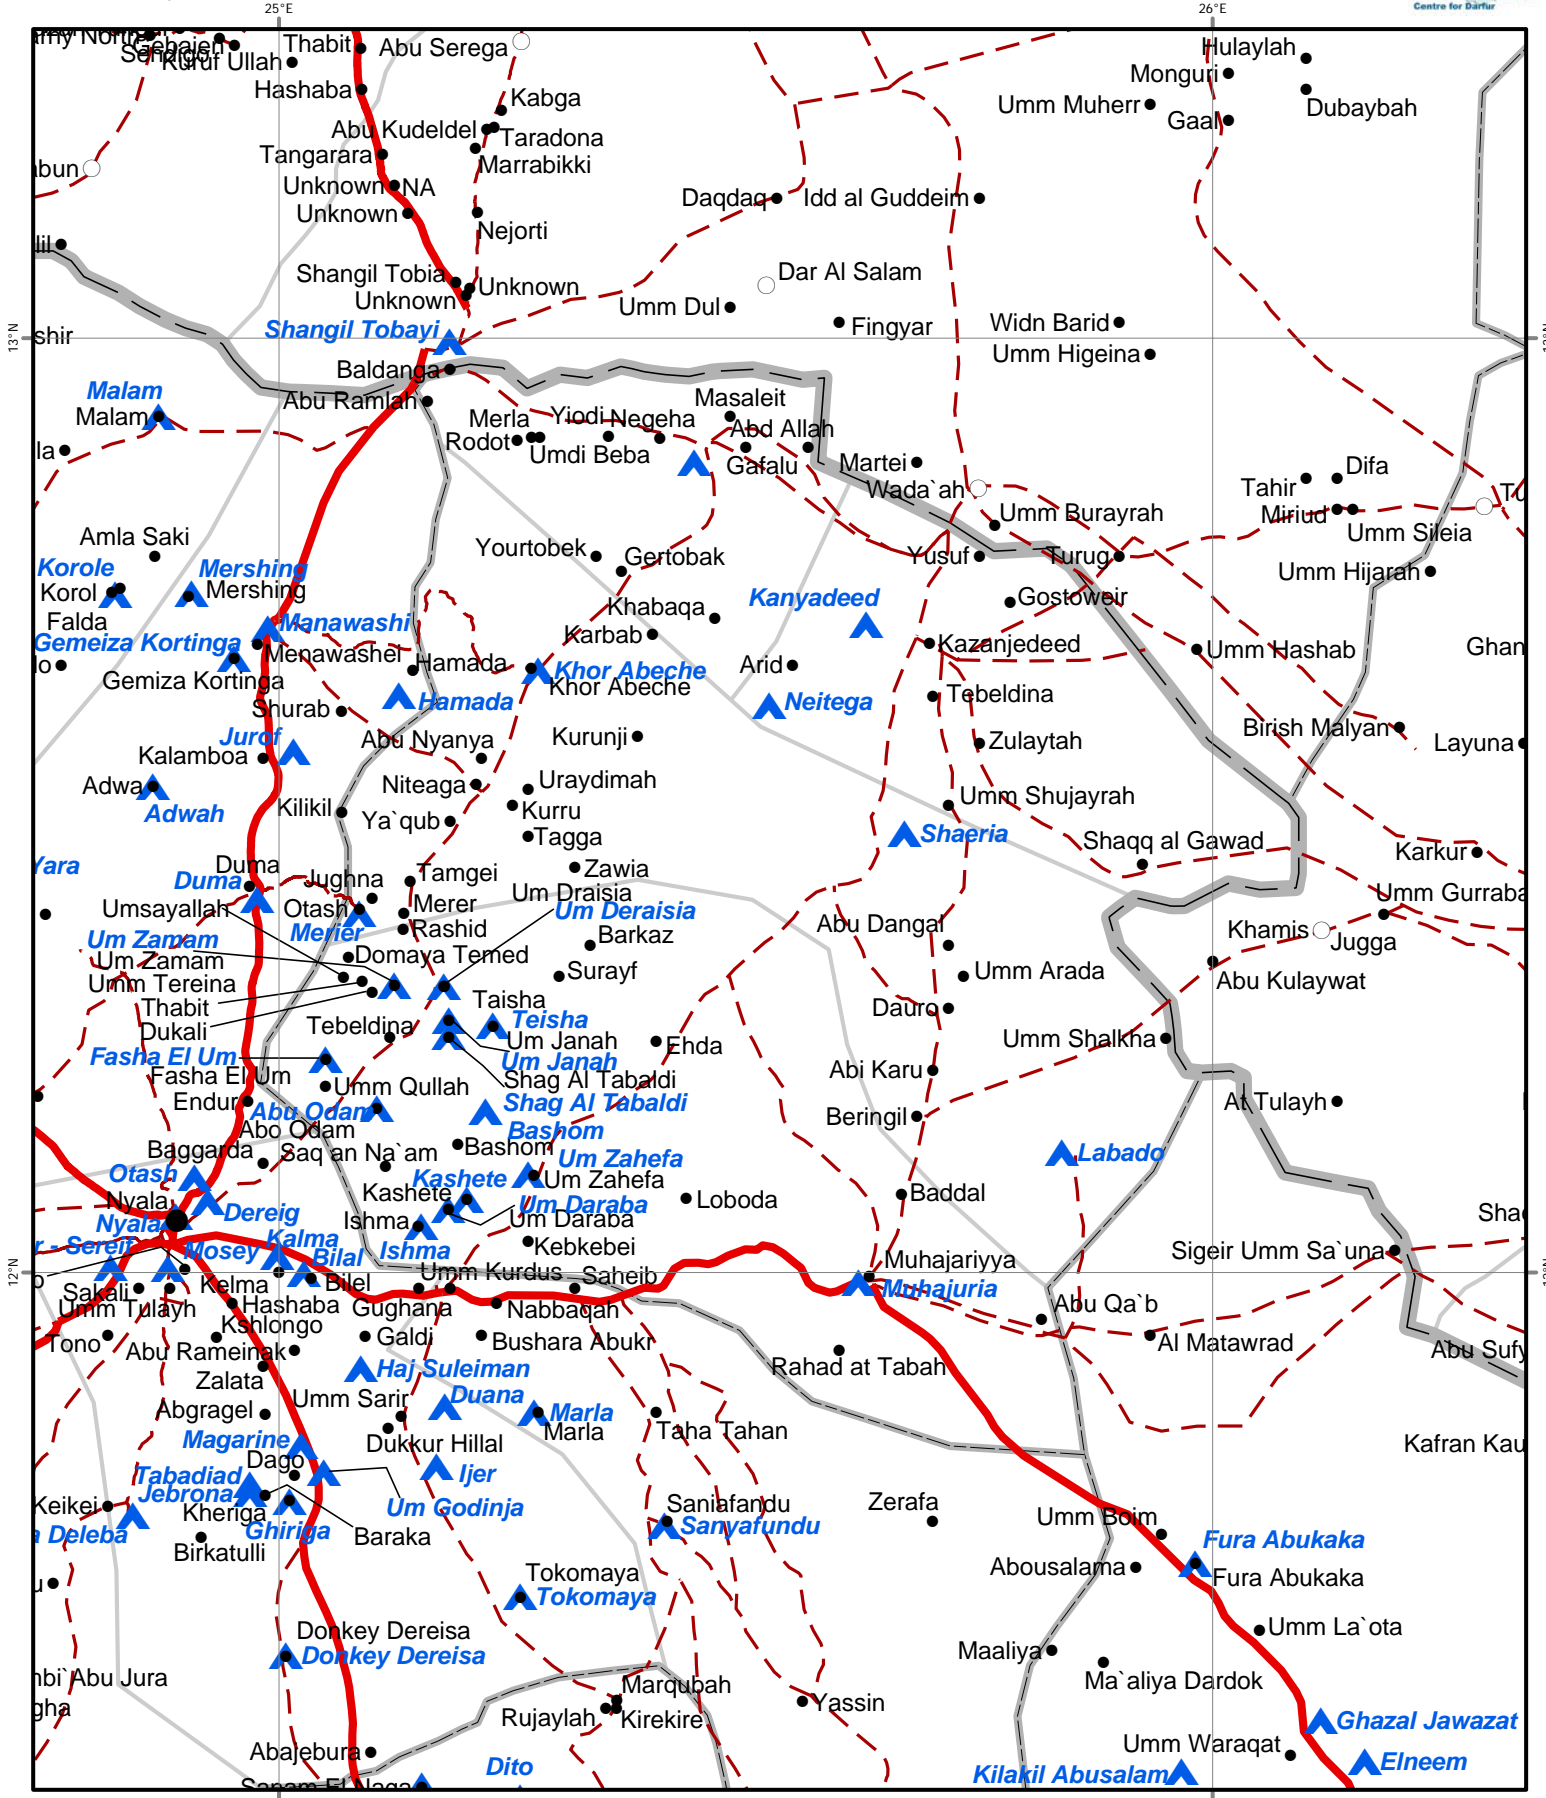 25°E
26°E
Centre for Darfur
Thabit
Abu Serega
Hulaylah
Kuruf Ullah
Monguri
Hashaba
Kabga
Umm Muherr
Dubaybah
Gaal
Abu Kudeldel
Taradona
Tangarara
Marrabikki
Unknown
NA
Daqdaq
Idd al Guddeim
Unknown
Nejorti
Shangil Tobia
Dar Al Salam
Unknown
Unknown
Umm Dul
Fingyar
Widn Barid
Shangil Tobayi
shir
13°N
Umm Higeina
Baldanga
Malam
Abu Ramlah
Masaleit
Malam
Merla
Yiodi
Negeha
Abd Allah
Rodot
Umdi Beba
Gafalu
Martei
Difa
Wada`ah
Tahir
Miriud
Umm Burayrah
Umm Sileia
Amla Saki
Yourtobek
Gertobak
Yusuf
Turug
Korole
Mershing
Umm Hijarah
Korol
Mershing
Kanyadeed
Gostoweir
Falda
Khabaqa
Manawashi
Karbab
Gemeiza Kortinga
Menawashei
Kazanjedeed
Umm Hashab
Ghan
Hamada
Khor Abeche
Arid
Gemiza Kortinga
Khor Abeche
Hamada
Neitega
Tebeldina
Shurab
Birish Malyan
Jurof
Abu Nyanya
Kurunji
Zulaytah
Layuna
Kalamboa
Adwa
Niteaga
Uraydimah
Adwah
Kilikil
Kurru
Umm Shujayrah
Ya`qub
Tagga
Shaeria
Shaqq al Gawad
Yara
Karkur
Duma
Zawia
Duma
Jughna
Tamgei
Um Draisia
Umm Gurraba
Umsayallah
Otash
Merer
Um Deraisia
Merier
Rashid
Barkaz
Abu Dangal
Khamis
Jugga
Um Zamam
Domaya Temed
Um Zamam
Surayf
Umm Arada
Abu Kulaywat
Umm Tereina
Thabit
Taisha
Dauro
Dukali
Tebeldina
Teisha
Um Janah
Ehda
Umm Shalkha
Fasha El Um
Um Janah
Fasha El Um
Umm Qullah
Shag Al Tabaldi
Abi Karu
Endur
Abu Odam
Shag Al Tabaldi
Beringil
At Tulayh
Abo Odam
Bashom
Baggarda
Saq an Na`am
Bashom
Labado
Otash
Kashete
Um Zahefa
Um Zahefa
Nyala
Kashete
Loboda
Baddal
Nyala
Dereig
Um Daraba
Ishma
Um Daraba
r - Sereif
Mosey
Kalma
Bilal
Ishma
Kebkebei
Sigeir Umm Sa`una
Muhajariyya
12°N
Sakali
Kelma
Bilel
Umm Kurdus
Saheib
Muhajuria
Umm Tulayh
Hashaba
Gughana
Nabbaqah
Abu Qa`b
Tono
Kshlongo
Galdi
Bushara Abukr
Al Matawrad
Abu Rameinak
Rahad at Tabah
Abu Sufy
Zalata
Haj Suleiman
Umm Sarir
Duana
Abgragel
Marla
Marla
Taha Tahan
Magarine
Dukkur Hillal
Kafran Kau
Dago
Ijer
Tabadiad
Jebrona
Um Godinja
Keikei
Kheriga
Saniafandu
Zerafa
Ghiriga
Baraka
Sanyafundu
Umm Boim
a Deleba
Birkatulli
Fura Abukaka
Tokomaya
Abousalama
Fura Abukaka
Tokomaya
Donkey Dereisa
Umm La`ota
Donkey Dereisa
Maaliya
Abu Jura
Marqubah
Ma`aliya Dardok
gha
Rujaylah
Kirekire
Yassin
Ghazal Jawazat
Abajebura
Umm Waraqat
Dito
Elneem
Kilakil Abusalam
Sanam El Naga